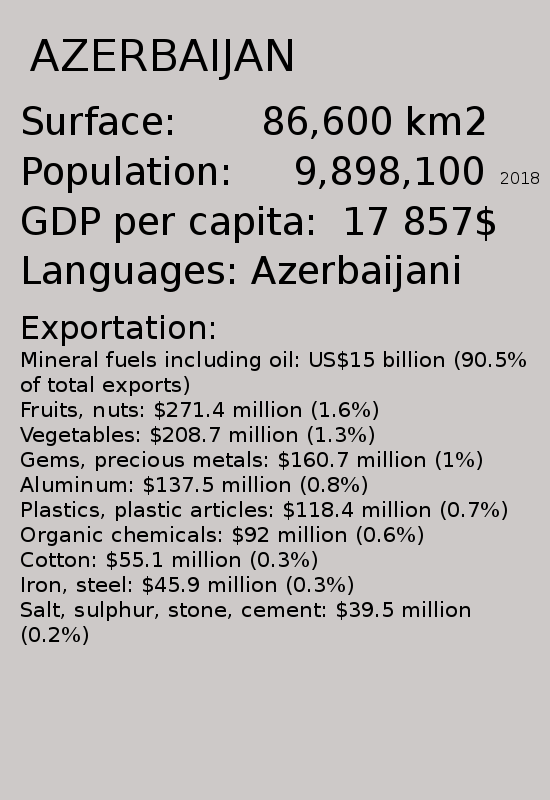 AZERBAIJAN
Surface: 86,600 km2
Population: 9,898,100 2018
GDP per capita: 17 857$
Languages: Azerbaijani
Exportation:
Mineral fuels including oil: US$15 billion (90.5%
of total exports)
Fruits, nuts: $271.4 million (1.6%)
Vegetables: $208.7 million (1.3%)
Gems, precious metals: $160.7 million (1%)
Aluminum: $137.5 million (0.8%)
Plastics, plastic articles: $118.4 million (0.7%)
Organic chemicals: $92 million (0.6%)
Cotton: $55.1 million (0.3%)
Iron, steel: $45.9 million (0.3%)
Salt, sulphur, stone, cement: $39.5 million
(0.2%)